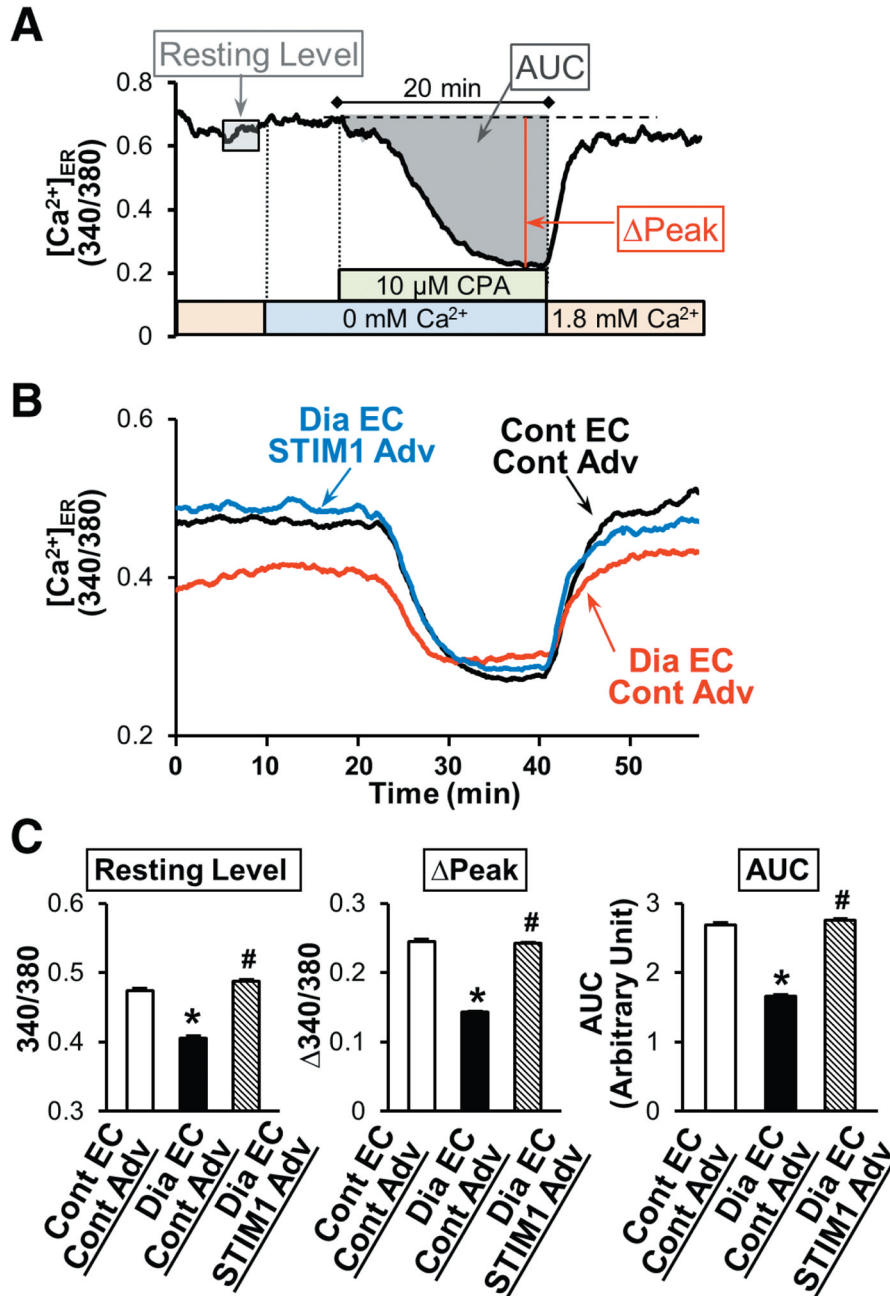 A
Resting Level
AUC
20 min
0.8
0.6
0.4
0.2
0
[Ca²⁺]ER
(340/380)
ΔPeak
10 µM CPA
0 mM Ca²⁺
1.8 mM Ca²⁺
B
0.6
0.4
0.2
[Ca²⁺]ER
(340/380)
Dia EC
STIM1 Adv
Cont EC
Cont Adv
Dia EC
Cont Adv
0 10 20 30 40 50
Time (min)
C
Resting Level
0.6
0.5
0.4
0.3
340/380
*
#
Cont EC
Cont Adv
Dia EC
Cont Adv
Dia EC
STIM1 Adv
ΔPeak
0.3
0.2
0.1
0
Δ340/380
*
#
Cont EC
Cont Adv
Dia EC
Cont Adv
Dia EC
STIM1 Adv
AUC
3
2
1
0
AUC
(Arbitrary Unit)
*
#
Cont EC
Cont Adv
Dia EC
Cont Adv
Dia EC
STIM1 Adv